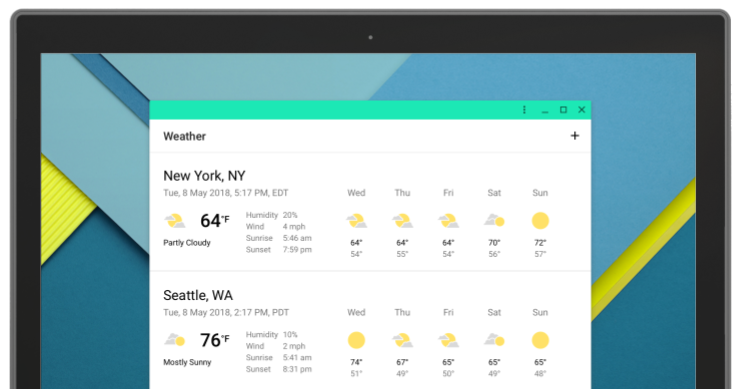 Weather
+
New York, NY
Tue, 8 May 2018, 5:17 PM, EDT
Wed Thu Fri Sat Sun
64°F
Partly Cloudy
Humidity 20%
Wind 4 mph
Sunrise 5:46 am
Sunset 7:59 pm
64° 64° 64° 70° 72°
54° 55° 54° 56° 57°
Seattle, WA
Tue, 8 May 2018, 2:17 PM, PDT
Wed Thu Fri Sat Sun
76°F
Mostly Sunny
Humidity 10%
Wind 2 mph
Sunrise 5:41 am
Sunset 8:31 pm
74° 67° 65° 65° 65°
51° 49° 50° 49° 48°